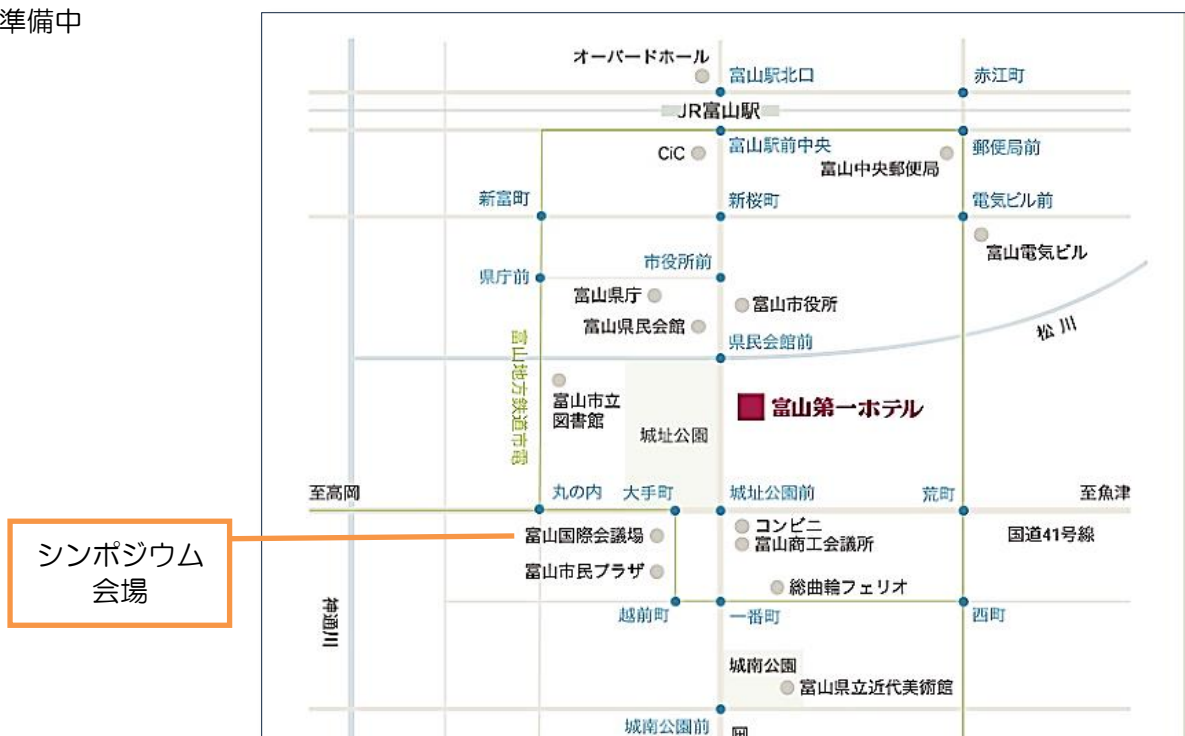 準備中
オーバードホール
富山駅北口
赤江町
JR富山駅
富山駅前中央
郵便局前
CiC
富山中央郵便局
新富町
新桜町
電気ビル前
富山電気ビル
市役所前
県庁前
富山県庁
富山市役所
富山県民会館
県民会館前
松川
富山地方鉄道市電
富山市立
図書館
富山第一ホテル
城址公園
至高岡
丸の内
大手町
城址公園前
荒町
至魚津
コンビニ
富山国際会議場
富山商工会議所
国道41号線
シンポジウム
会場
富山市民プラザ
総曲輪フェリオ
神通川
越前町
一番町
西町
城南公園
富山県立近代美術館
城南公園前